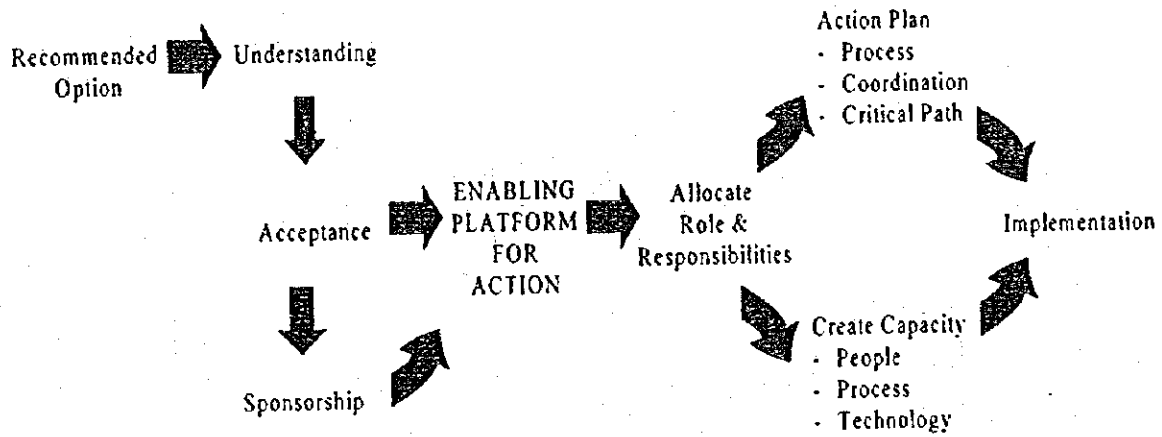 Recommended
Option
Understanding
Acceptance
Sponsorship
ENABLING
PLATFORM
FOR
ACTION
Allocate
Role &
Responsibilities
Action Plan
- Process
- Coordination
- Critical Path
Create Capacity
- People
- Process
- Technology
Implementation